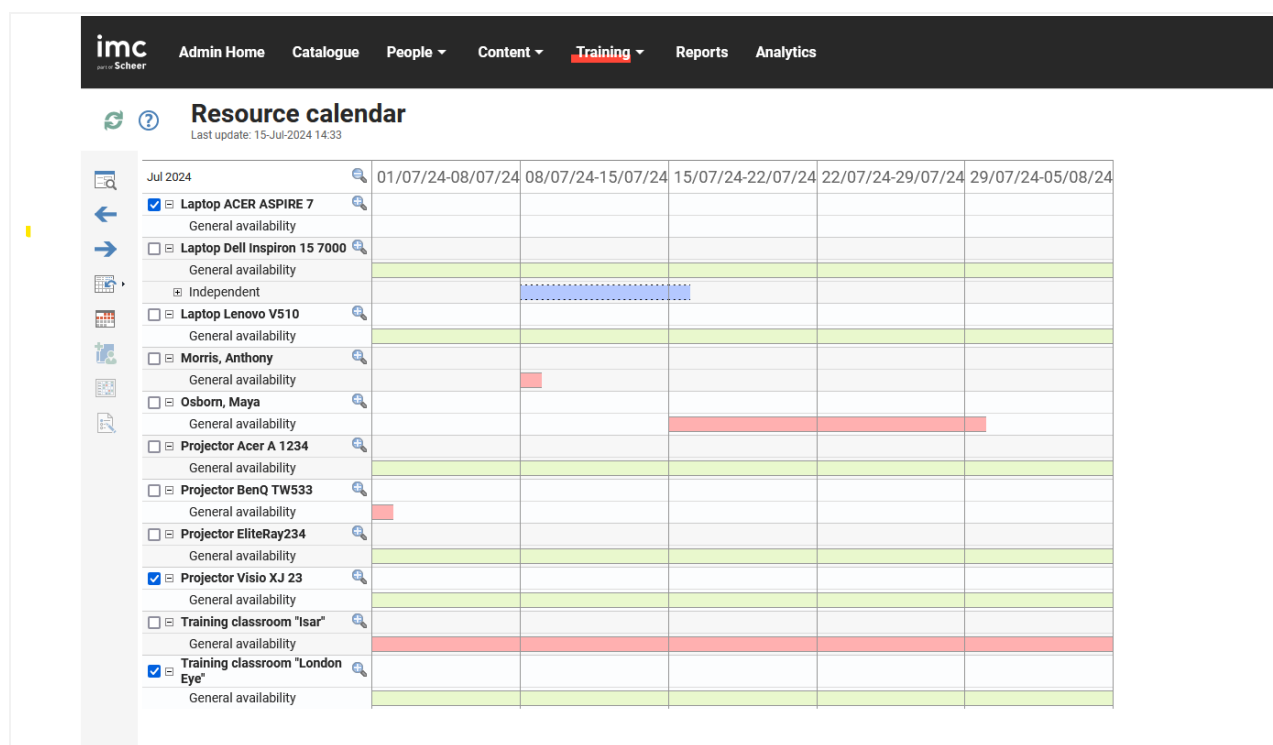 imc
part of Scheer
Admin Home Catalogue People Content Training Reports Analytics
Resource calendar
Last update: 15-Jul-2024 14:33
Jul 2024 01/07/24-08/07/24 08/07/24-15/07/24 15/07/24-22/07/24 22/07/24-29/07/24 29/07/24-05/08/24
Laptop ACER ASPIRE 7
General availability
Laptop Dell Inspiron 15 7000
General availability
Independent
Laptop Lenovo V510
General availability
Morris, Anthony
General availability
Osborn, Maya
General availability
Projector Acer A 1234
General availability
Projector BenQ TW533
General availability
Projector EliteRay234
General availability
Projector Visio XJ 23
General availability
Training classroom "Isar"
General availability
Training classroom "London
Eye"
General availability